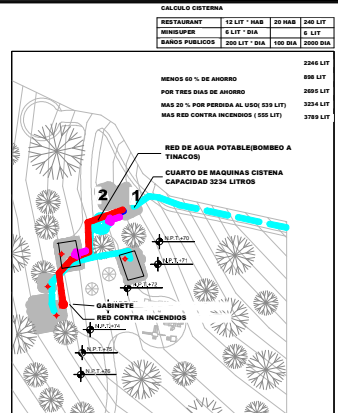 CALCULO CISTERNA
RESTAURANT 12 LIT * HAB 20 HAB 240 LIT
MINISUPER 6 LIT * DIA 6 LIT
BAÑOS PUBLICOS 200 LIT * DIA 100 DIA 2000 DIA
2246 LIT
MENOS 60 % DE AHORRO 898 LIT
POR TRES DIAS DE AHORRO 2695 LIT
MAS 20 % POR PERDIDA AL USO( 539 LIT) 3234 LIT
MAS RED CONTRA INCENDIOS ( 555 LIT) 3789 LIT
RED DE AGUA POTABLE(BOMBEO A
TINACOS)
CUARTO DE MAQUINAS CISTENA
CAPACIDAD 3234 LITROS
2 1
N.P.T.+70
N.P.T.+71
N.P.T.+72
GABINETE
RED CONTRA INCENDIOS
N.P.T.+74
N.P.T.+75
N.P.T.+76